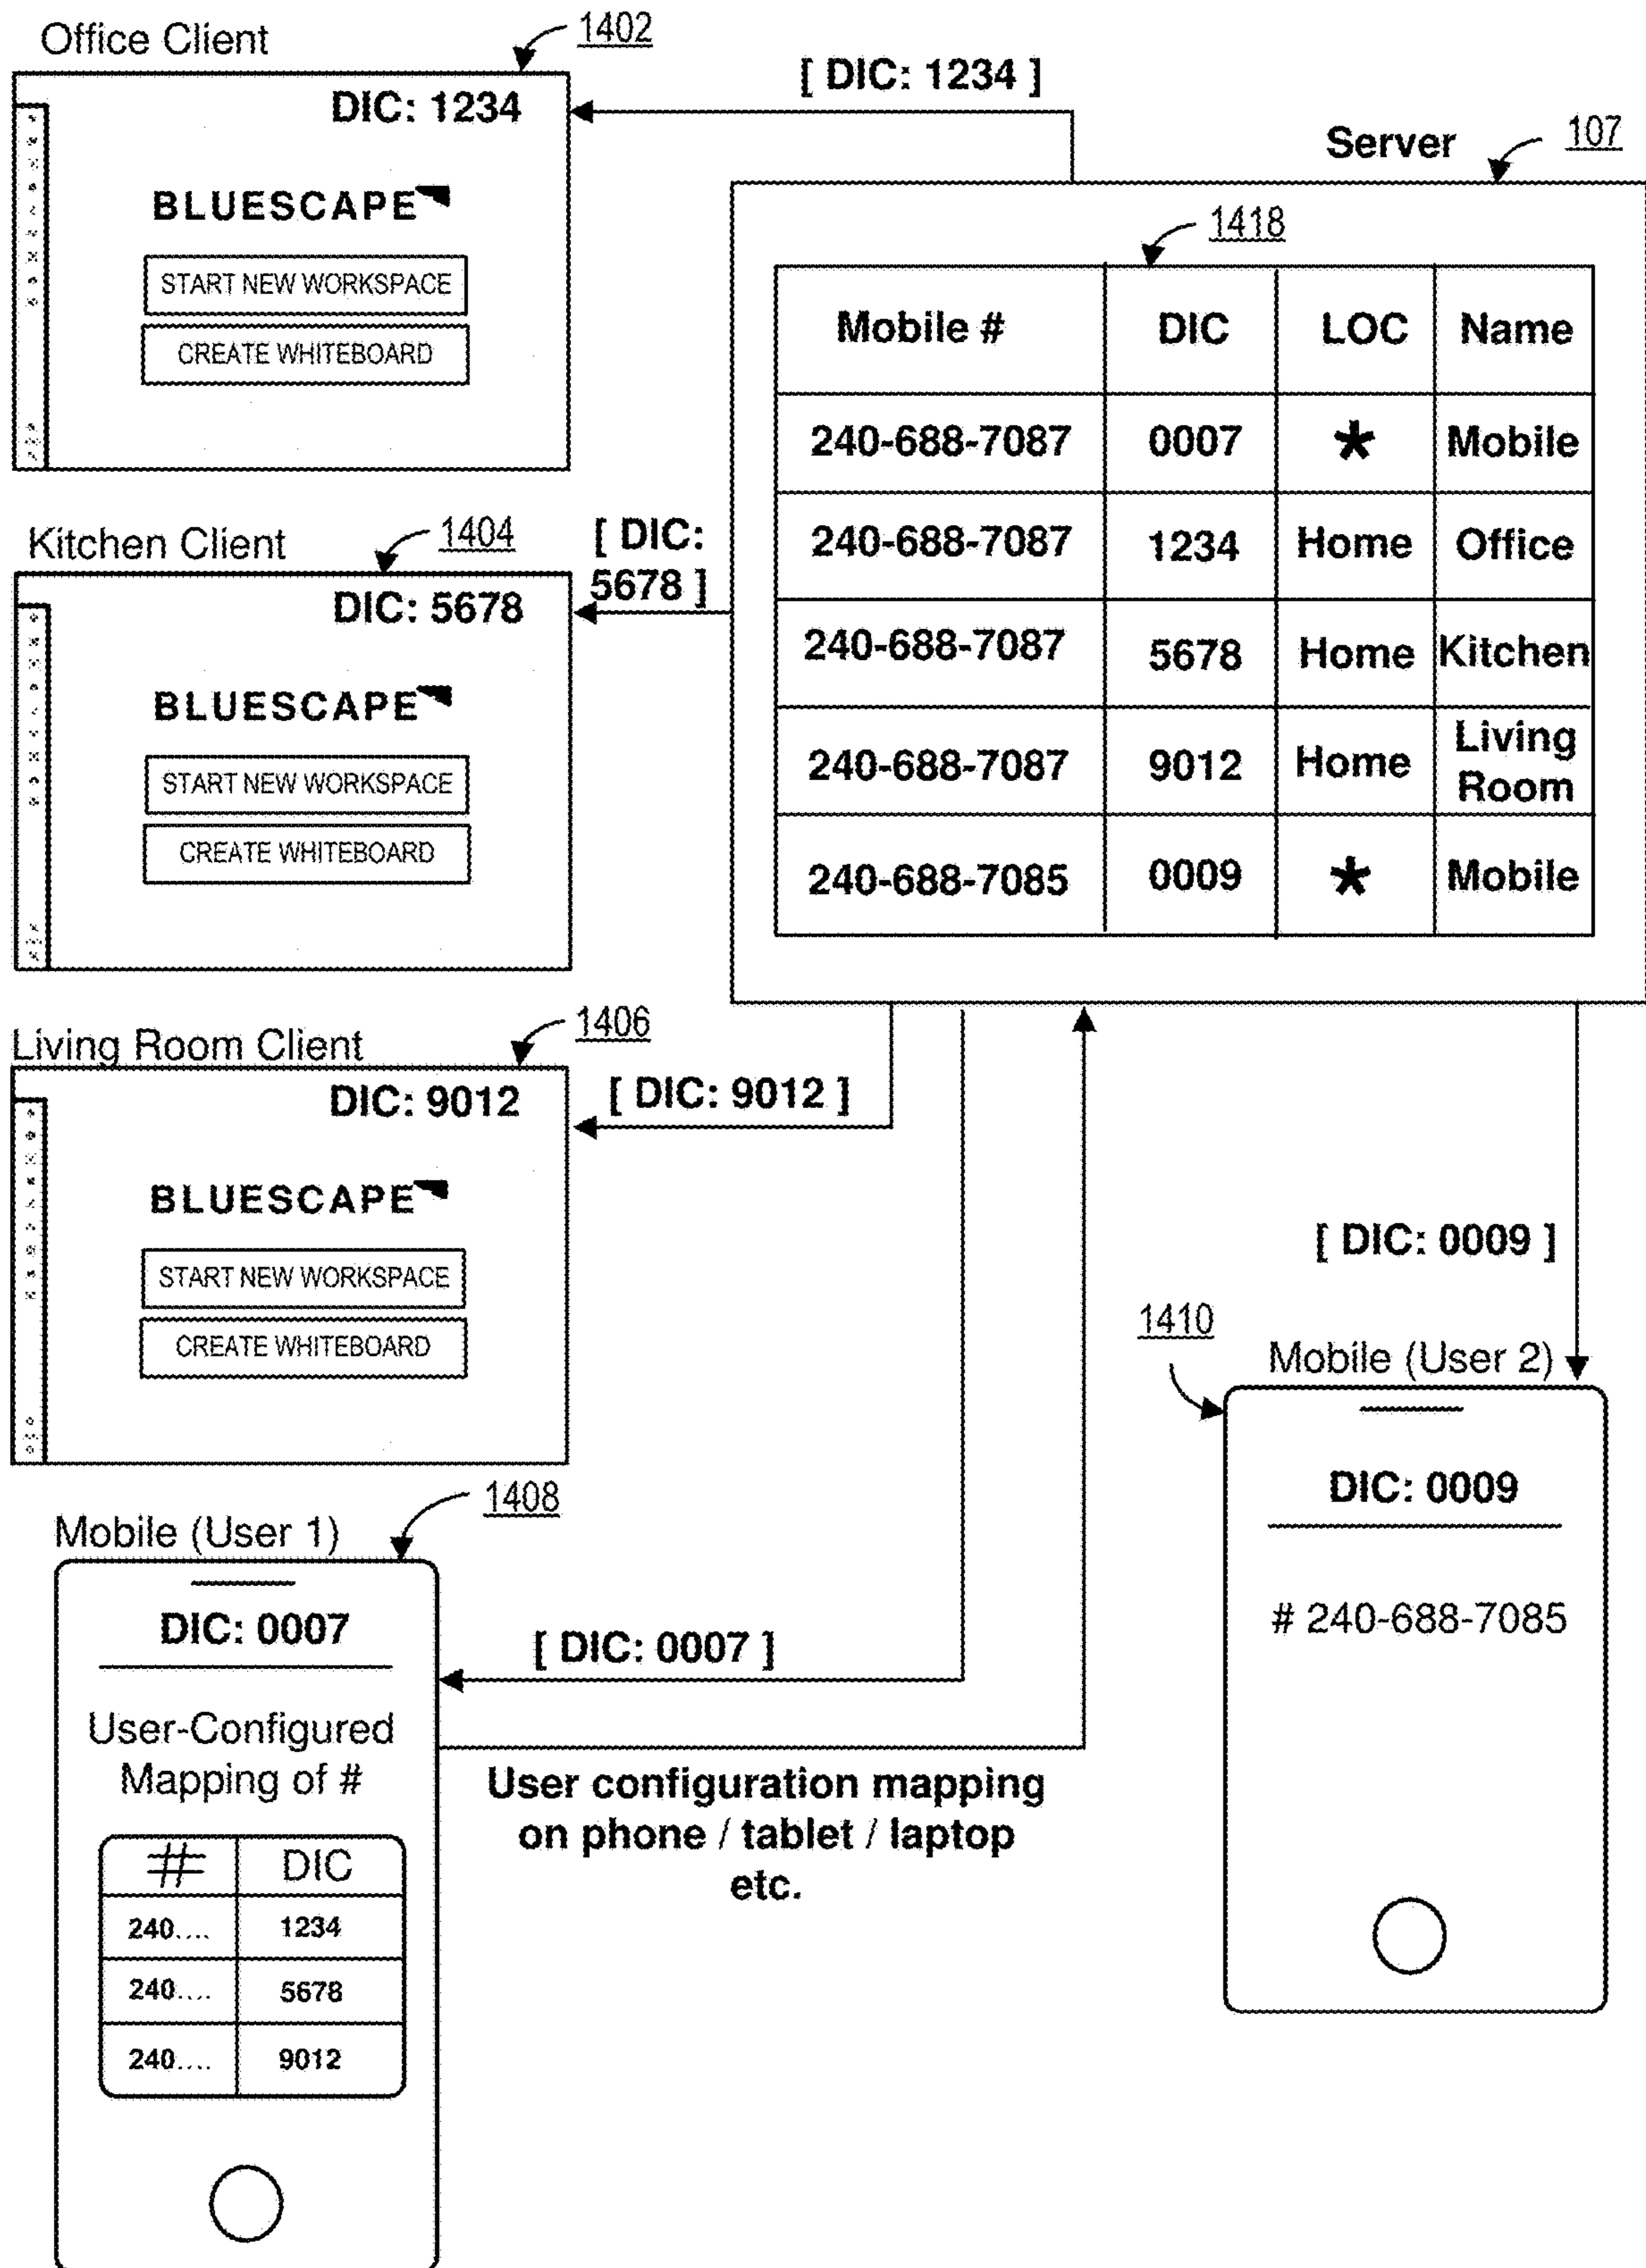 Office Client
1402
DIC: 1234
BLUESCAPE
START NEW WORKSPACE
CREATE WHITEBOARD
[ DIC: 1234 ]
Server
107
1418
Mobile # DIC LOC Name
240-688-7087 0007 * Mobile
240-688-7087 1234 Home Office
240-688-7087 5678 Home Kitchen
240-688-7087 9012 Home Living Room
240-688-7085 0009 * Mobile
Kitchen Client
1404
[ DIC:
5678 ]
DIC: 5678
BLUESCAPE
START NEW WORKSPACE
CREATE WHITEBOARD
Living Room Client
1406
DIC: 9012
[ DIC: 9012 ]
BLUESCAPE
START NEW WORKSPACE
CREATE WHITEBOARD
[ DIC: 0009 ]
1410
Mobile (User 2)
DIC: 0009
# 240-688-7085
1408
Mobile (User 1)
DIC: 0007
[ DIC: 0007 ]
User-Configured
Mapping of #
# DIC
240.... 1234
240.... 5678
240.... 9012
User configuration mapping
on phone / tablet / laptop
etc.